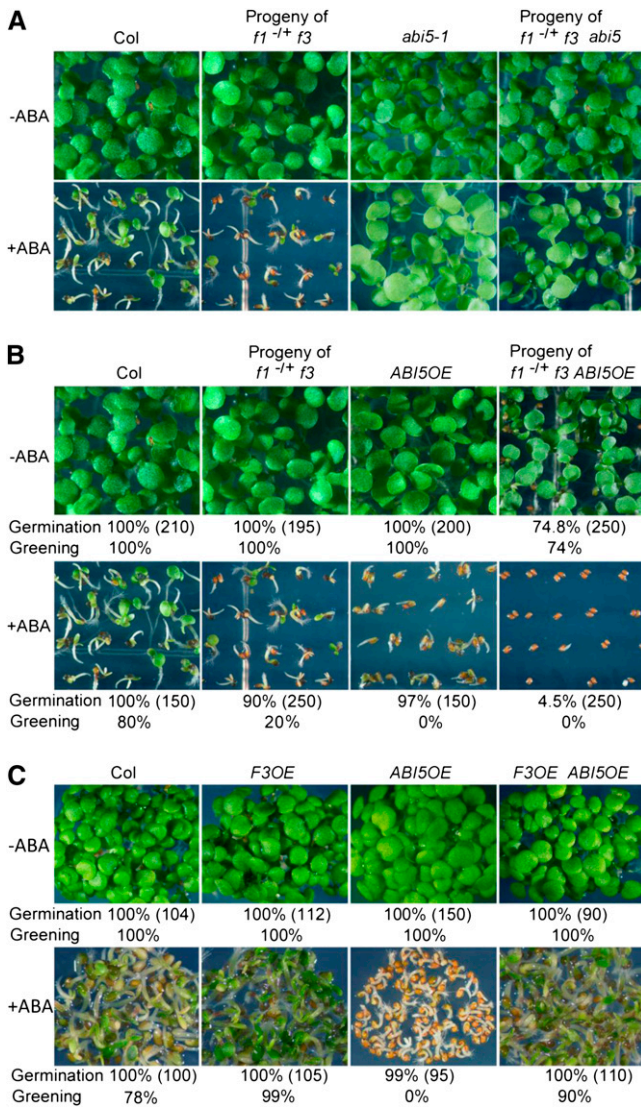 A
Col
Progeny of
f1 -/+ f3
abi5-1
Progeny of
f1 -/+ f3 abi5
-ABA
+ABA
B
Col
Progeny of
f1 -/+ f3
ABI5OE
Progeny of
f1 -/+ f3 ABI5OE
-ABA
Germination 100% (210) 100% (195) 100% (200) 74.8% (250)
Greening 100% 100% 100% 74%
+ABA
Germination 100% (150) 90% (250) 97% (150) 4.5% (250)
Greening 80% 20% 0% 0%
C
Col F3OE ABI5OE F3OE ABI5OE
-ABA
Germination 100% (104) 100% (112) 100% (150) 100% (90)
Greening 100% 100% 100% 100%
+ABA
Germination 100% (100) 100% (105) 99% (95) 100% (110)
Greening 78% 99% 0% 90%